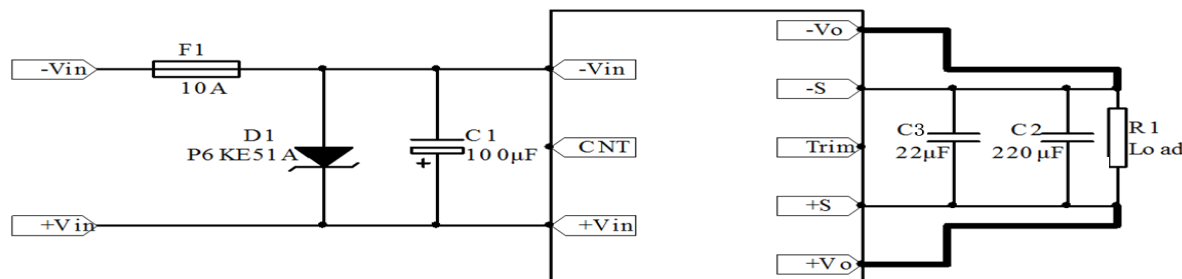 F1
-Vin
10A
D1
P6KE51A
C1
100μF
+Vin
-Vin
CNT
+Vin
-Vo
-S
Trim
+S
+Vo
C3
22μF
C2
220μF
R1
Load